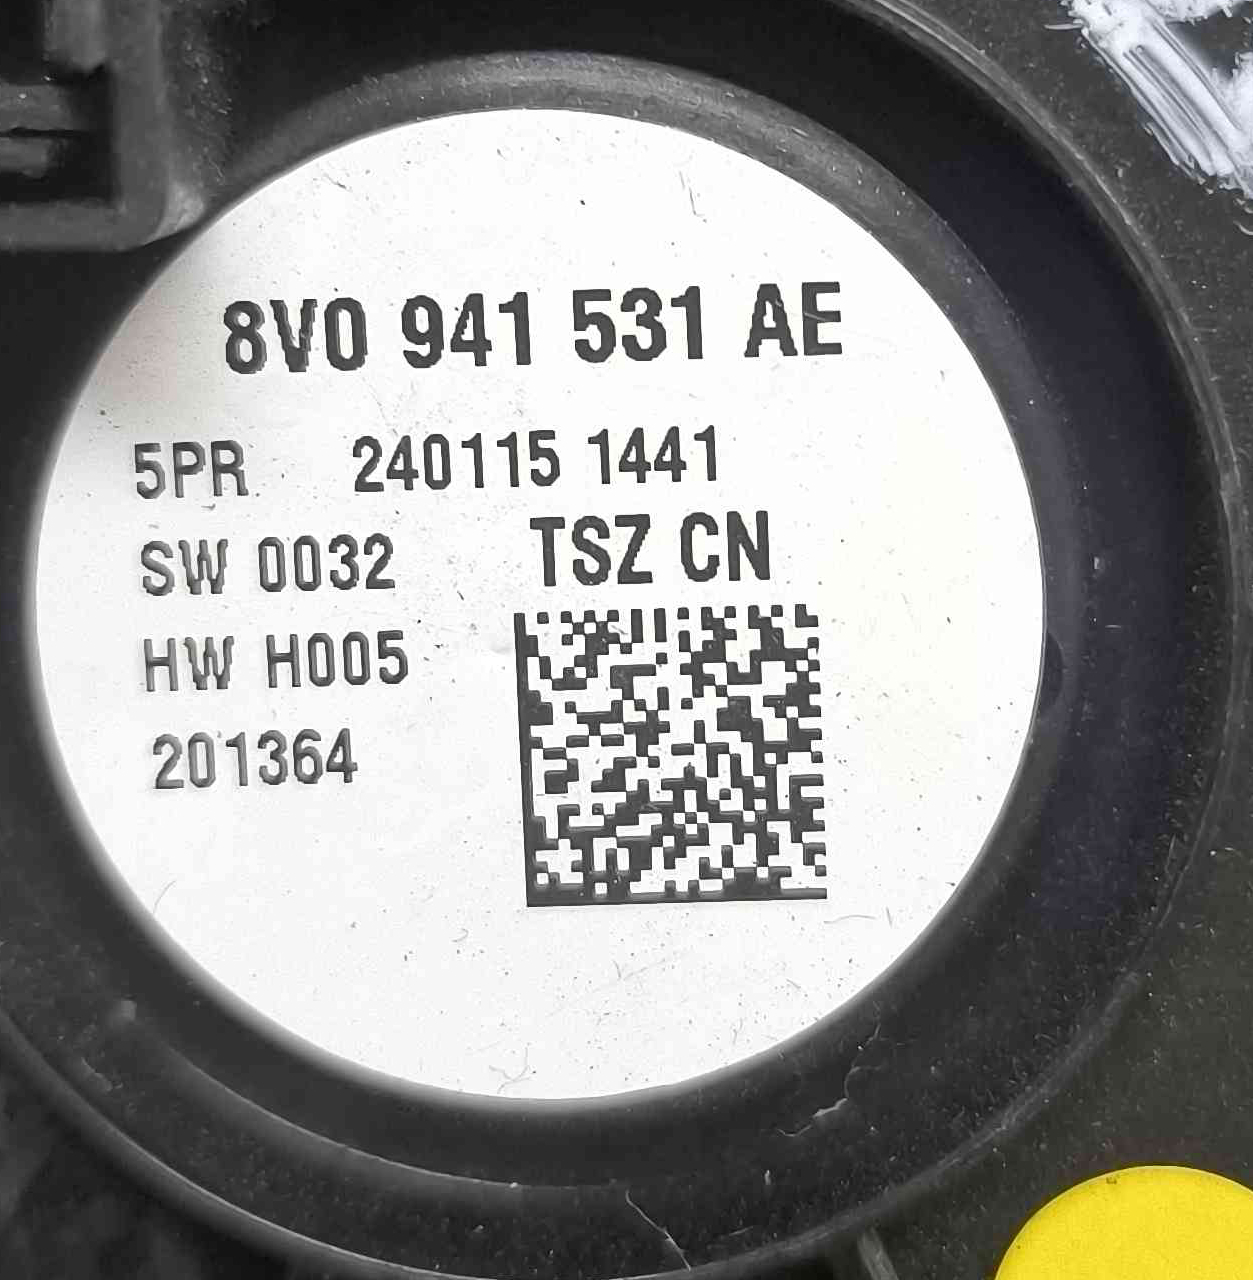 8V0 941 531 AE
5PR 240115 1441
SW 0032 TSZ CN
HW H005
201364